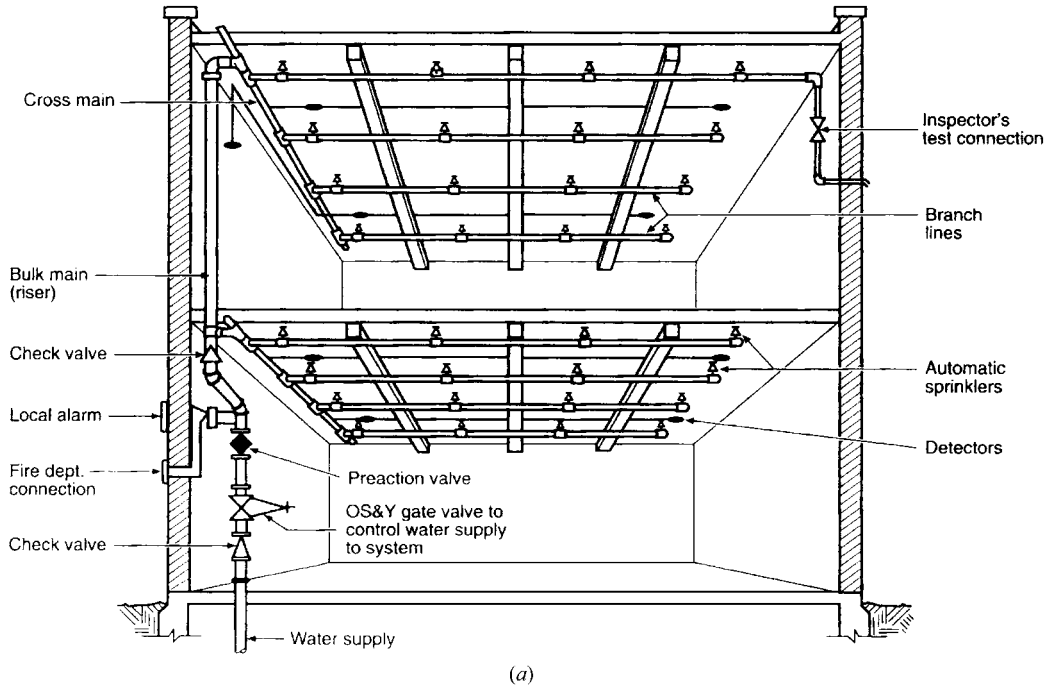 Cross main
Inspector's
test connection
Branch
lines
Bulk main
(riser)
Check valve
Automatic
sprinklers
Local alarm
Detectors
Fire dept.
connection
Preaction valve
OS&Y gate valve to
control water supply
to system
Check valve
Water supply
(a)